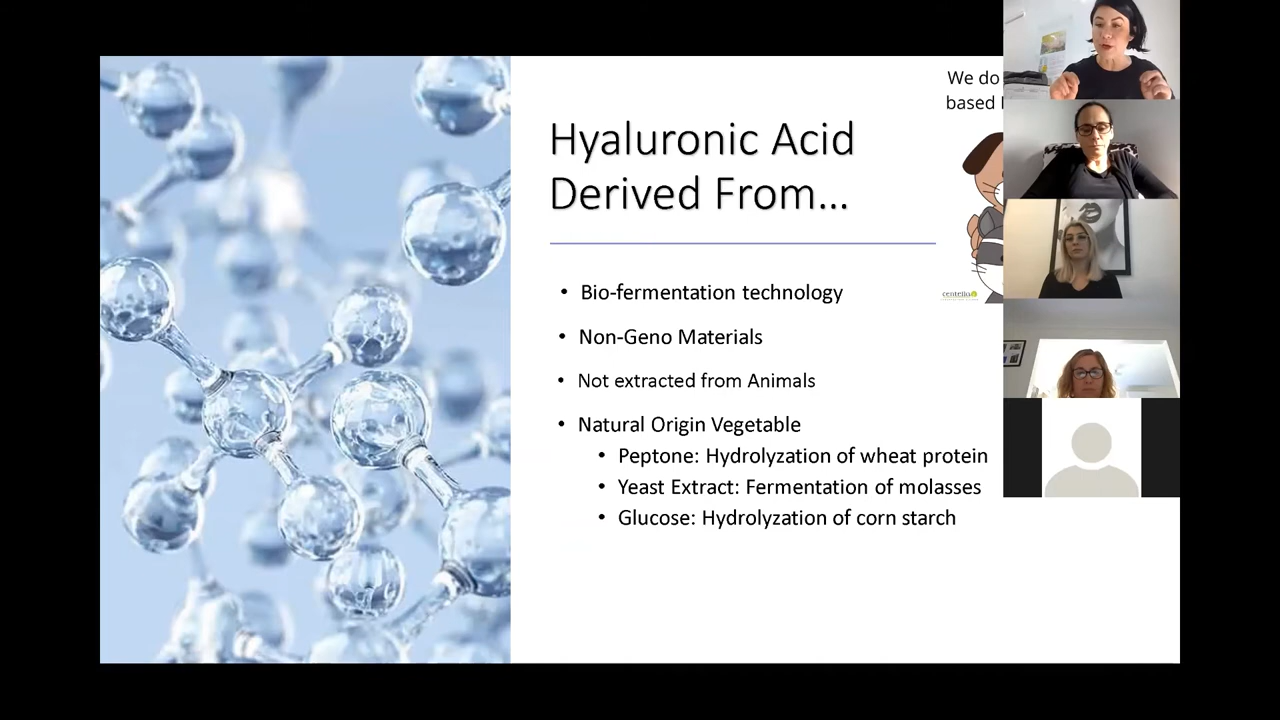 We do
based
Hyaluronic Acid
Derived From...
• Bio-fermentation technology
• Non-Geno Materials
• Not extracted from Animals
• Natural Origin Vegetable
• Peptone: Hydrolyzation of wheat protein
• Yeast Extract: Fermentation of molasses
• Glucose: Hydrolyzation of corn starch
centella